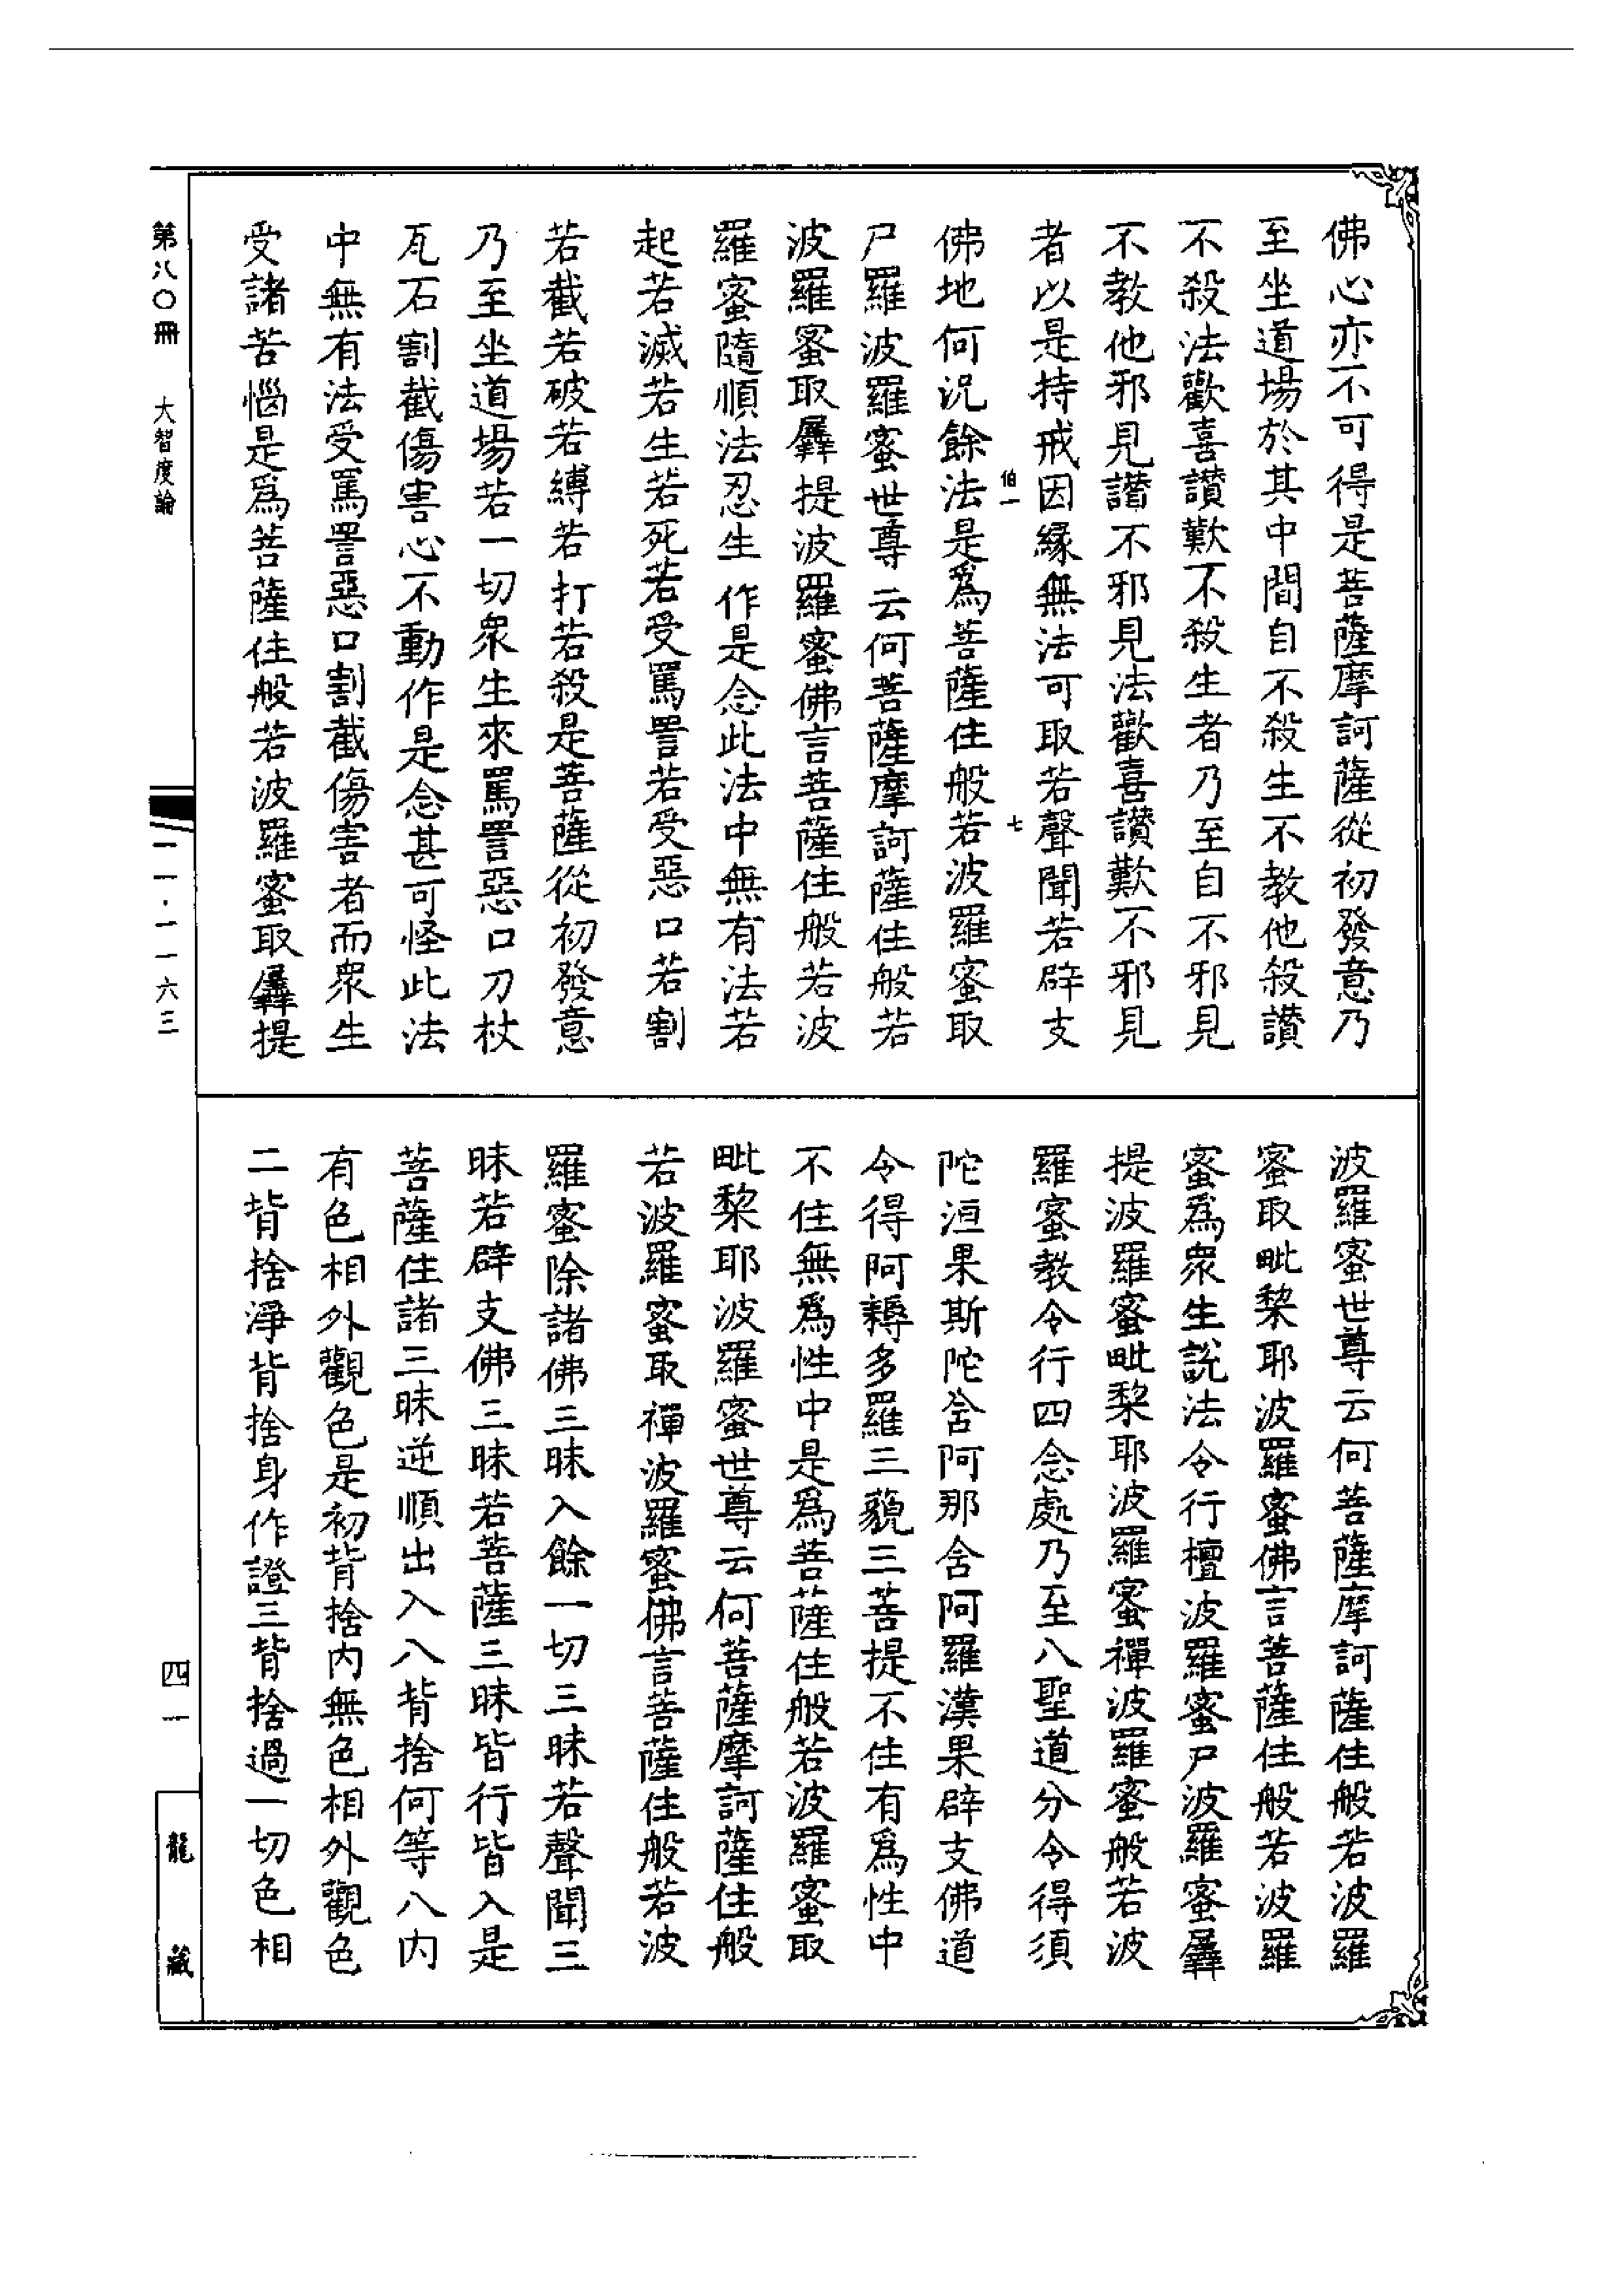 佛心亦不可得是菩薩摩訶薩從初發意乃
至坐道場於其中間自不殺生不教他殺讃
不殺法歡喜讃歎不殺生者乃至自不邪見
不教他邪見讃不邪見法歡喜讃歎不邪見
者以是持戒因緣無法可取若聲聞若辟支
伯一 七
佛地何況餘法是爲菩薩住般若波羅蜜取
尸羅波羅蜜世尊云何菩薩摩訶薩住般若
波羅蜜取羼提波羅蜜佛言菩薩住般若波
羅蜜隨順法忍生作是念此法中無有法若
起若滅若生若死若受罵詈若受惡口若割
若截若破若縛若打若殺是菩薩從初發意
乃至坐道場若一切衆生來罵詈惡口刀杖
瓦石割截傷害心不動作是念甚可怪此法
中無有法受罵詈惡口割截傷害者而衆生
受諸苦惱是爲菩薩住般若波羅蜜取羼提
波羅蜜世尊云何菩薩摩訶薩住般若波羅
蜜取毗棃耶波羅蜜佛言菩薩住般若波羅
蜜爲衆生說法令行檀波羅蜜尸波羅蜜羼
提波羅蜜毗棃耶波羅蜜禪波羅蜜般若波
羅蜜教令行四念處乃至八聖道分令得須
陀洹果斯陀含阿那含阿羅漢果辟支佛道
令得阿耨多羅三藐三菩提不住有爲性中
不住無爲性中是爲菩薩住般若波羅蜜取
毗棃耶波羅蜜世尊云何菩薩摩訶薩住般
若波羅蜜取禪波羅蜜佛言菩薩住般若波
羅蜜除諸佛三昧入餘一切三昧若聲聞三
昧若辟支佛三昧若菩薩三昧皆行皆入是
菩薩住諸三昧逆順出入八背捨何等八內
有色相外觀色是初背捨內無色相外觀色
二背捨淨背捨身作證三背捨過一切色相
第八〇冊 大智度論
一一·一一六三
四一
龍藏